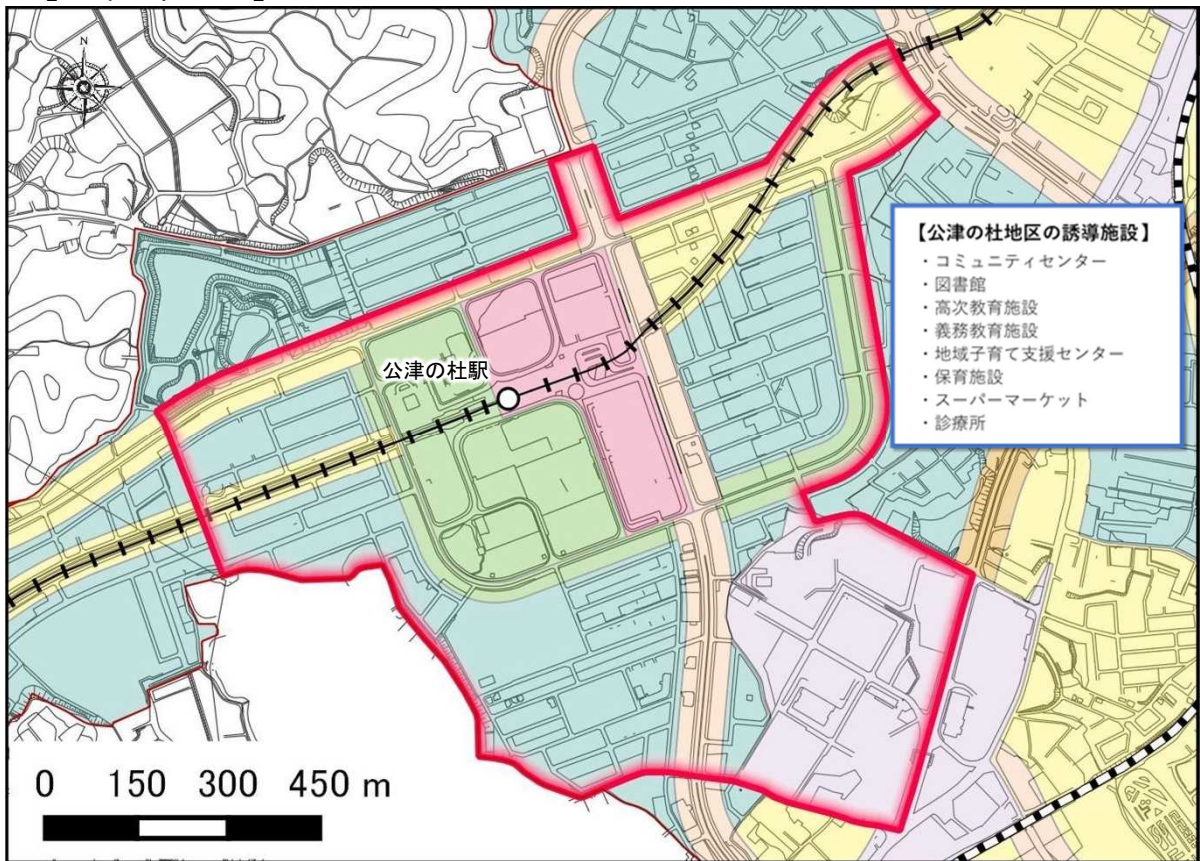 N
公津の杜駅
【公津の杜地区の誘導施設】
・コミュニティセンター
・図書館
・高次教育施設
・義務教育施設
・地域子育て支援センター
・保育施設
・スーパーマーケット
・診療所
0 150 300 450 m